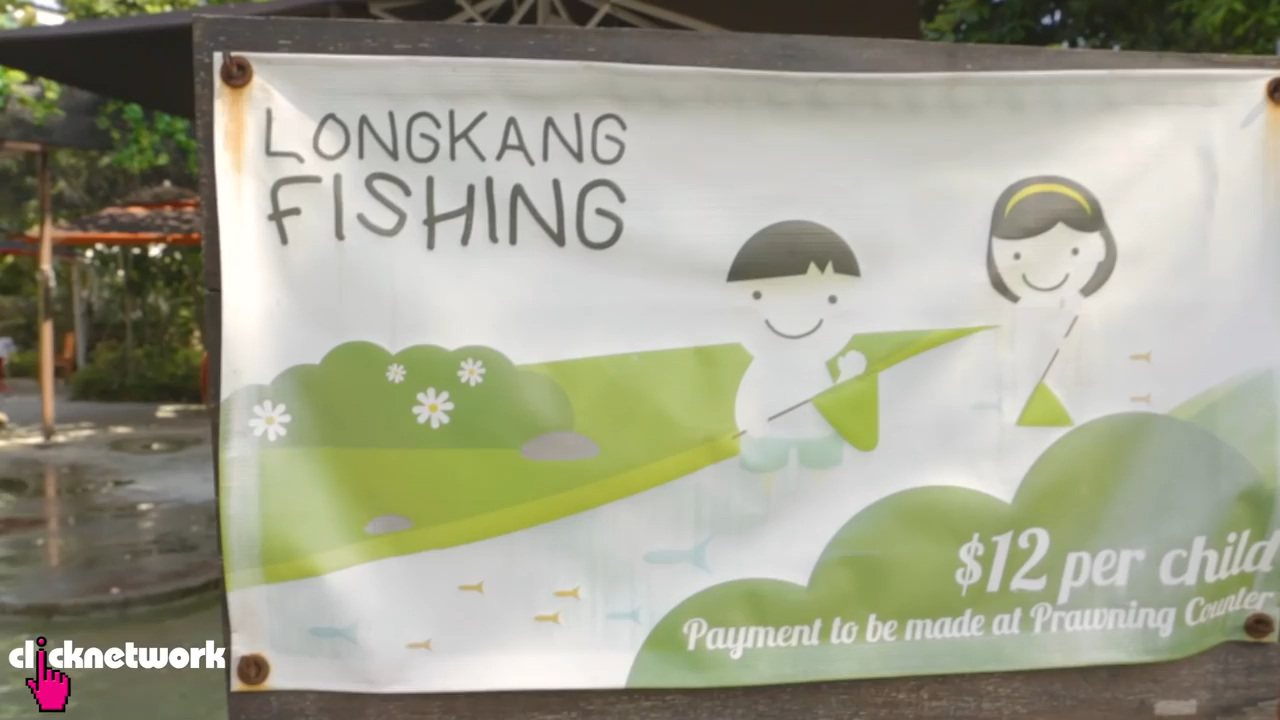 LONGKANG
FISHING
$12 per child
Payment to be made at Prawning Counter
clicknetwork